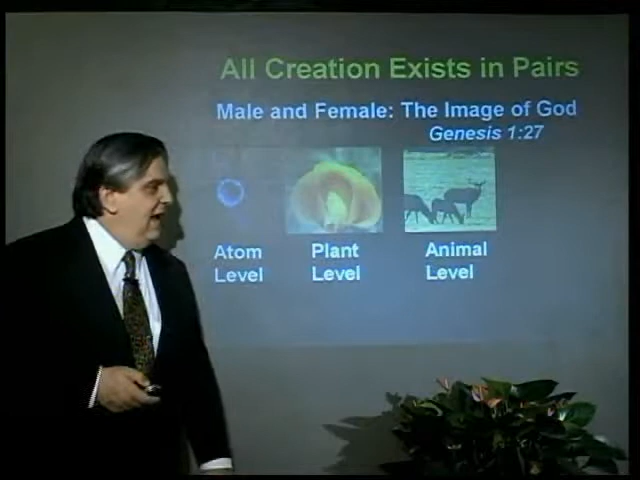 All Creation Exists in Pairs
Male and Female: The Image of God
Genesis 1:27
Atom Level
Plant Level
Animal Level